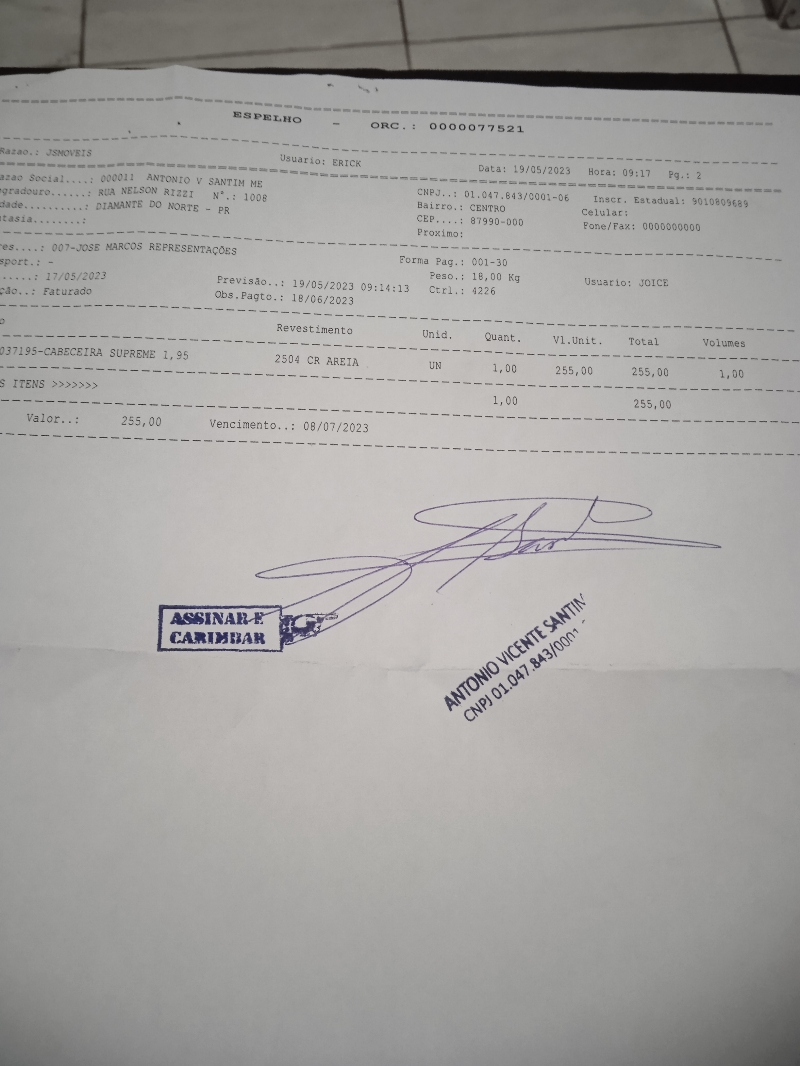 ESPELHO - ORC.: 0000077521
Razao.: JSMOVEIS Usuario: ERICK Data: 19/05/2023 Hora: 09:17 Pg.: 2
azao Social....: 000011 ANTONIO V SANTIM ME CNPJ..: 01.047.843/0001-06 Inscr. Estadual: 9010809689
ogradouro......: RUA NELSON RIZZI N°.: 1008 Bairro.: CENTRO Celular:
dade..........: DIAMANTE DO NORTE - PR CEP....: 87990-000 Fone/Fax: 0000000000
ntasia........: Proximo:
res....: 007-JOSE MARCOS REPRESENTAÇÕES Forma Pag.: 001-30
sport.: - Peso.: 18,00 Kg Usuario: JOICE
......: 17/05/2023 Previsão..: 19/05/2023 09:14:13 Ctrl.: 4226
ção..: Faturado Obs.Pagto.: 18/06/2023
o Revestimento Unid. Quant. Vl.Unit. Total Volumes
037195-CABECEIRA SUPREME 1,95 2504 CR AREIA UN 1,00 255,00 255,00 1,00
S ITENS >>>>>>> 1,00 255,00
Valor..: 255,00 Vencimento..: 08/07/2023
ASSINAR E
CARIMBAR
ANTONIO VICENTE SANTIM
CNPJ 01.047.843/0001